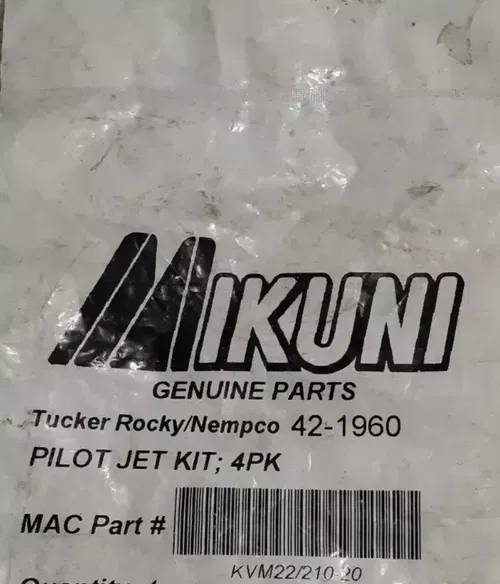 MIKUNI
GENUINE PARTS
Tucker Rocky/Nempco 42-1960
PILOT JET KIT; 4PK
MAC Part #
KVM22/210-20